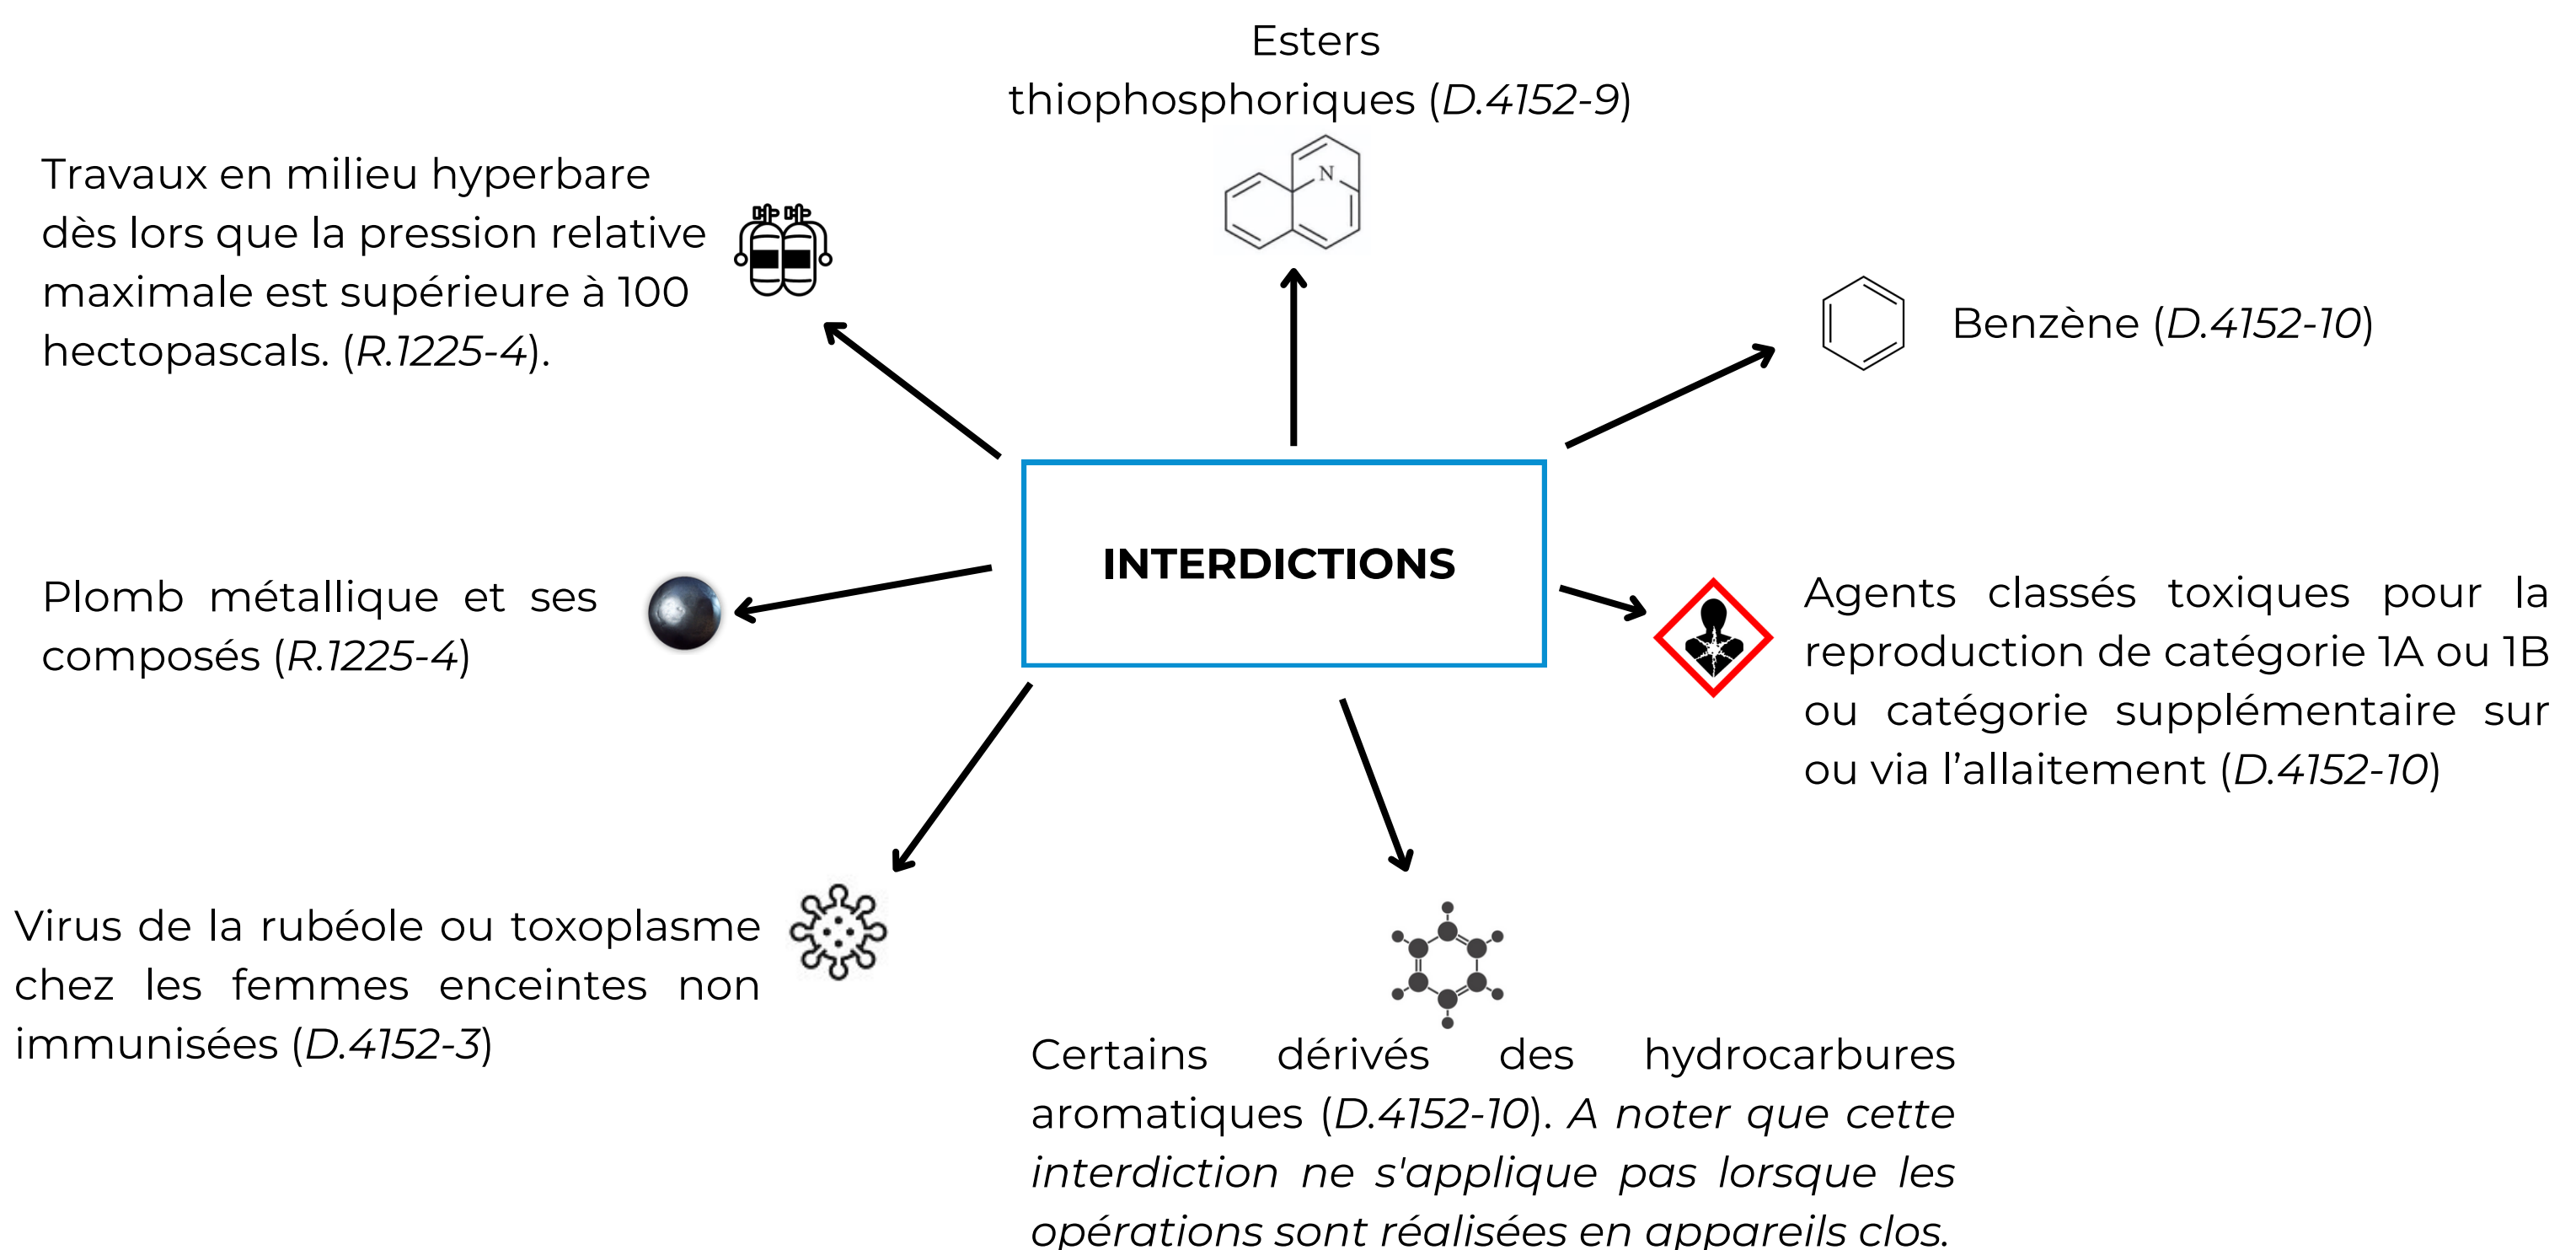 Esters
thiophosphoriques (D.4152-9)
N
Travaux en milieu hyperbare
dès lors que la pression relative
maximale est supérieure à 100
hectopascals. (R.1225-4).
Benzène (D.4152-10)
INTERDICTIONS
Plomb métallique et ses
composés (R.1225-4)
Agents classés toxiques pour la
reproduction de catégorie 1A ou 1B
ou catégorie supplémentaire sur
ou via l’allaitement (D.4152-10)
Virus de la rubéole ou toxoplasme
chez les femmes enceintes non
immunisées (D.4152-3)
Certains dérivés des hydrocarbures
aromatiques (D.4152-10). A noter que cette
interdiction ne s'applique pas lorsque les
opérations sont réalisées en appareils clos.